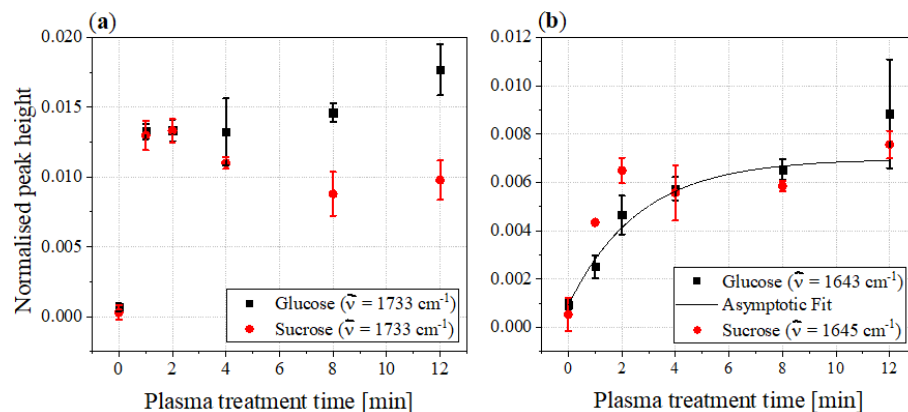 (a)
Normalised peak height
0.020
0.015
0.010
0.005
0.000
Glucose (ν̃ = 1733 cm⁻¹)
Sucrose (ν̃ = 1733 cm⁻¹)
0 2 4 6 8 10 12
Plasma treatment time [min]
(b)
0.012
0.010
0.008
0.006
0.004
0.002
0.000
Glucose (ν̃ = 1643 cm⁻¹)
Asymptotic Fit
Sucrose (ν̃ = 1645 cm⁻¹)
0 2 4 6 8 10 12
Plasma treatment time [min]